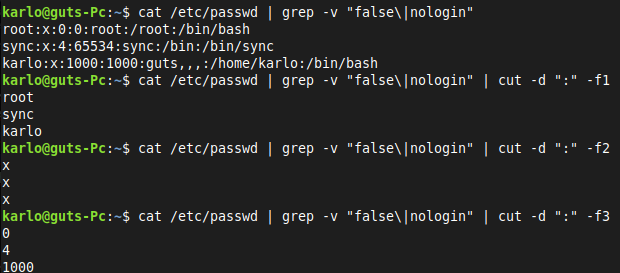 karlo@guts-Pc:~$ cat /etc/passwd | grep -v "false\|nologin"
root:x:0:0:root:/root:/bin/bash
sync:x:4:65534:sync:/bin:/bin/sync
karlo:x:1000:1000:guts,,,:/home/karlo:/bin/bash
karlo@guts-Pc:~$ cat /etc/passwd | grep -v "false\|nologin" | cut -d ":" -f1
root
sync
karlo
karlo@guts-Pc:~$ cat /etc/passwd | grep -v "false\|nologin" | cut -d ":" -f2
x
x
x
karlo@guts-Pc:~$ cat /etc/passwd | grep -v "false\|nologin" | cut -d ":" -f3
0
4
1000